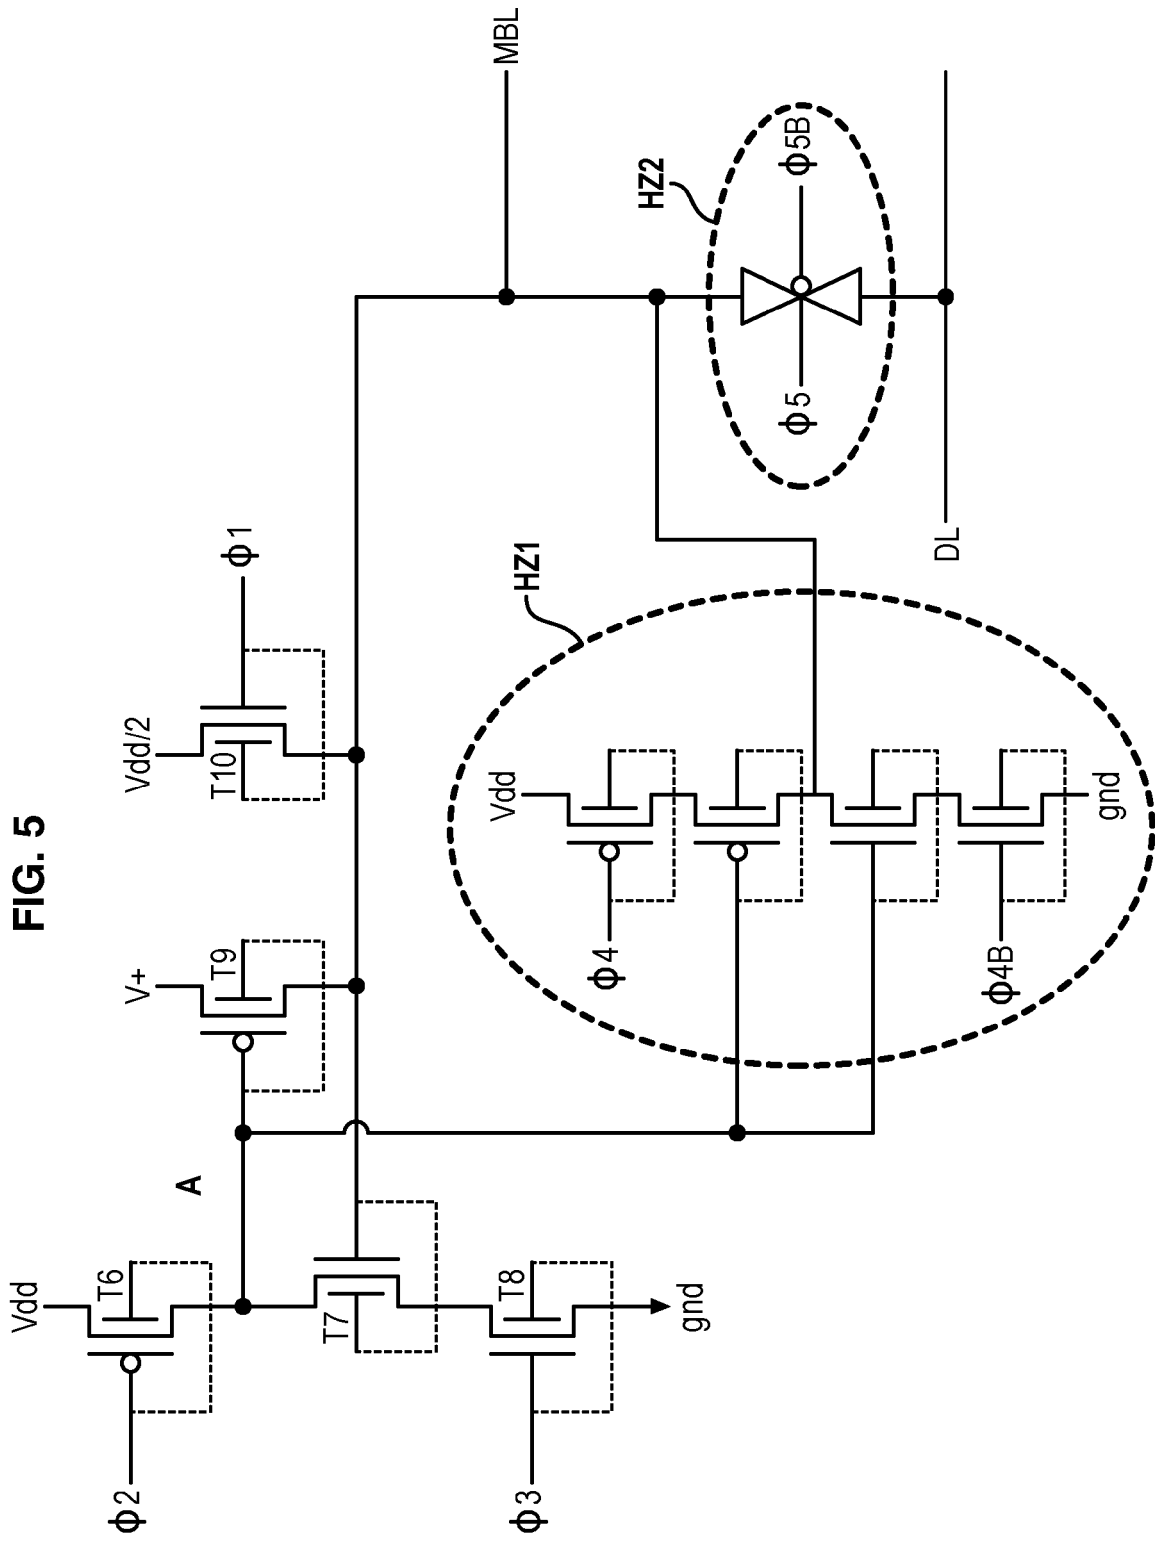 FIG. 5
Vdd
T6
ϕ2
A
T7
T8
ϕ3
gnd
V+
T9
Vdd/2
T10
ϕ1
HZ1
Vdd
ϕ4
ϕ4B
gnd
MBL
HZ2
ϕ5
ϕ5B
DL